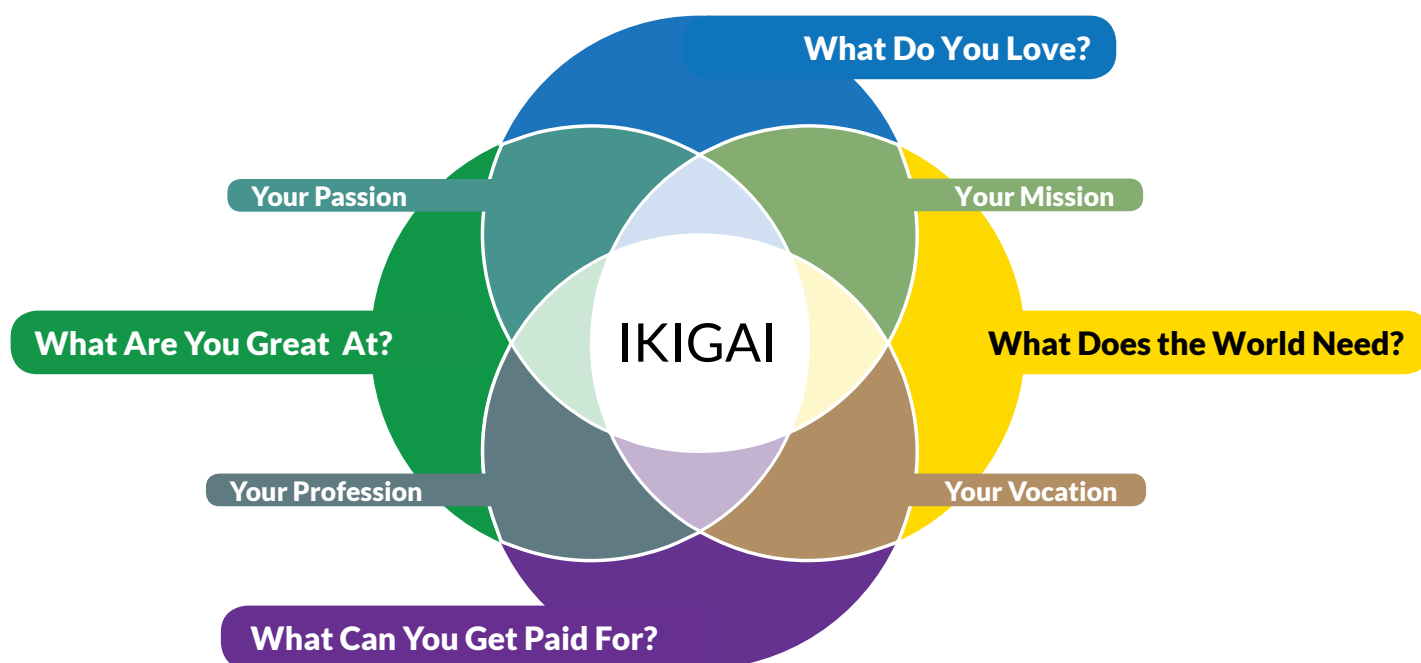 What Do You Love?
Your Passion
Your Mission
What Are You Great At?
IKIGAI
What Does the World Need?
Your Profession
Your Vocation
What Can You Get Paid For?